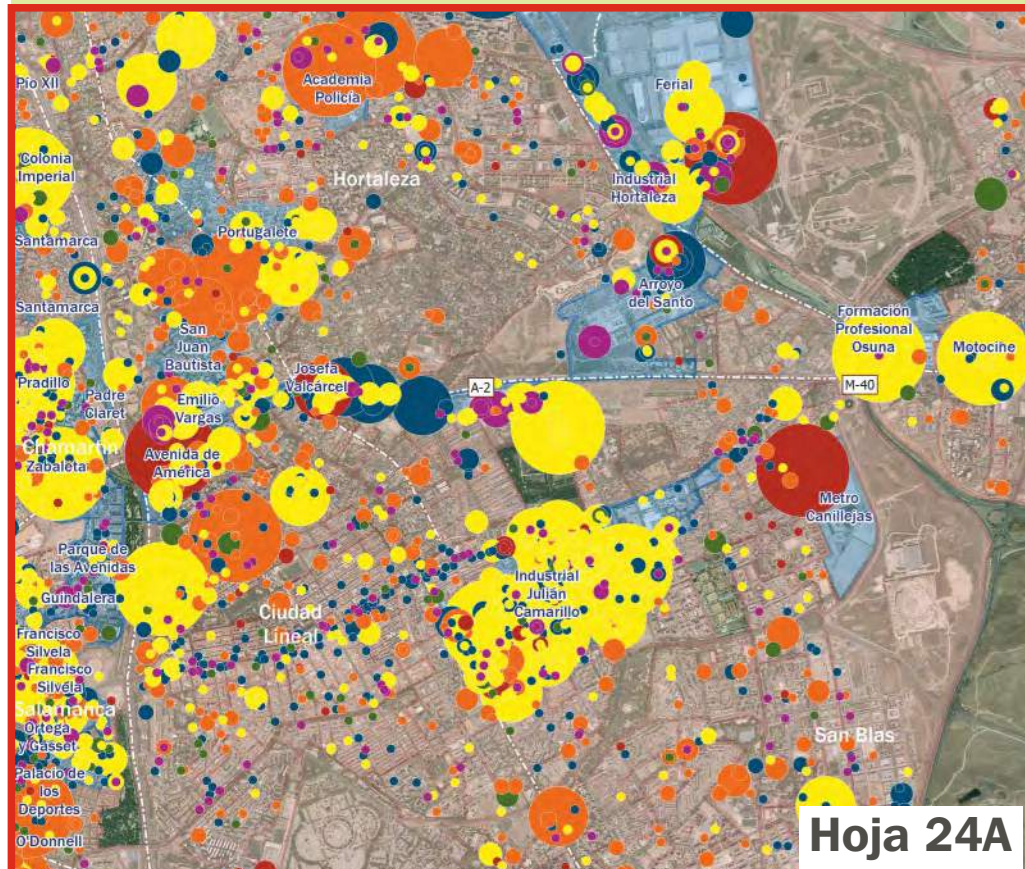 Academia
Policía
Pío XII
Ferial
Colonia
Imperial
Hortaleza
Industrial
Hortaleza
Santamarca
Portugalete
Arroyo
del Santo
Santamarca
San
Juan
Bautista
Formación
Profesional
Osuna
Motocine
Pradillo
Josefa
Valcárcel
A-2
M-40
Padre
Claret
Emilio
Vargas
Chamartín
Zabaleta
Avenida de
América
Metro
Canillejas
Parque de
las Avenidas
Guindalera
Industrial
Julián
Camarillo
Ciudad
Lineal
Francisco
Silvela
Francisco
Silvela
Salamanca
Ortega
y Gasset
San Blas
Palacio de
los
Deportes
O'Donnell
Hoja 24A